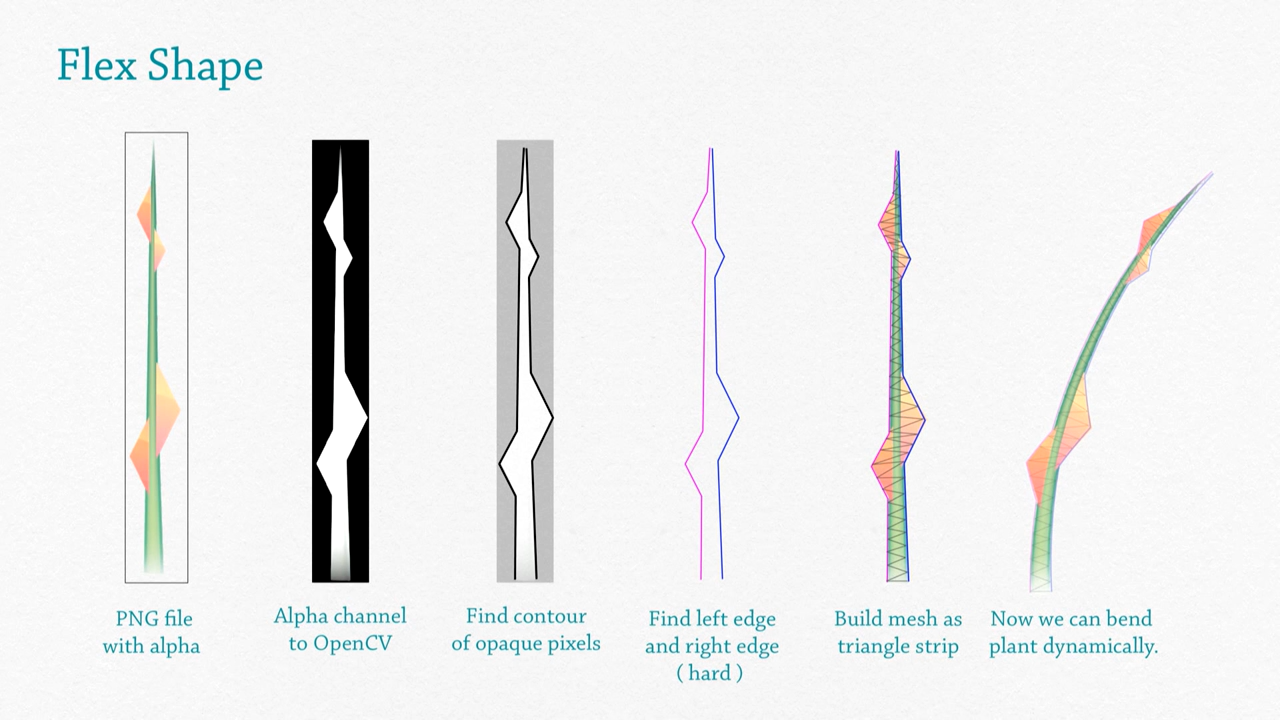 Flex Shape
PNG file
with alpha
Alpha channel
to OpenCV
Find contour
of opaque pixels
Find left edge
and right edge
( hard )
Build mesh as
triangle strip
Now we can bend
plant dynamically.